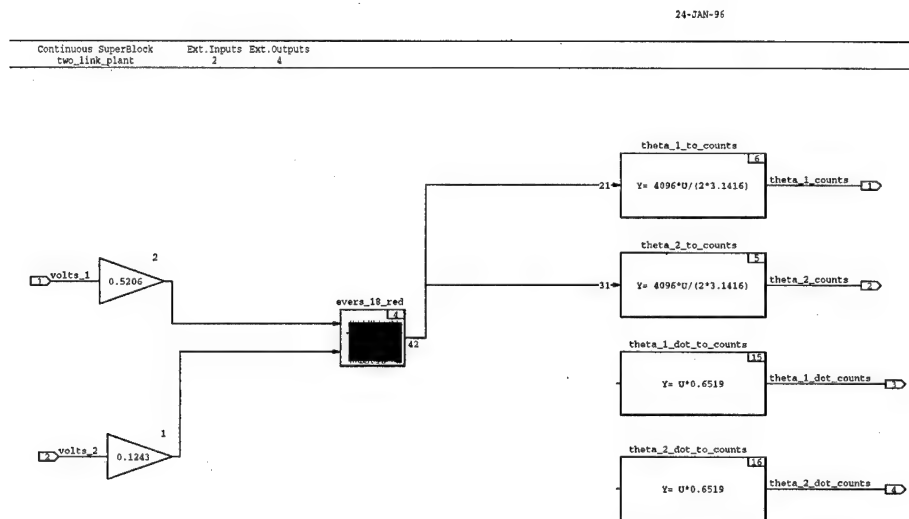 24-JAN-96
Continuous SuperBlock Ext.Inputs Ext.Outputs
two_link_plant 2 4
theta_1_to_counts
6
21 Y= 4096*U/(2*3.1416) theta_1_counts 1
theta_2_to_counts
5
2
1 volts_1 0.5206
31 Y= 4096*U/(2*3.1416) theta_2_counts 2
evers_18_red
4
42
theta_1_dot_to_counts
15
Y= U*0.6519 theta_1_dot_counts 3
1
2 volts_2 0.1243
theta_2_dot_to_counts
16
Y= U*0.6519 theta_2_dot_counts 4